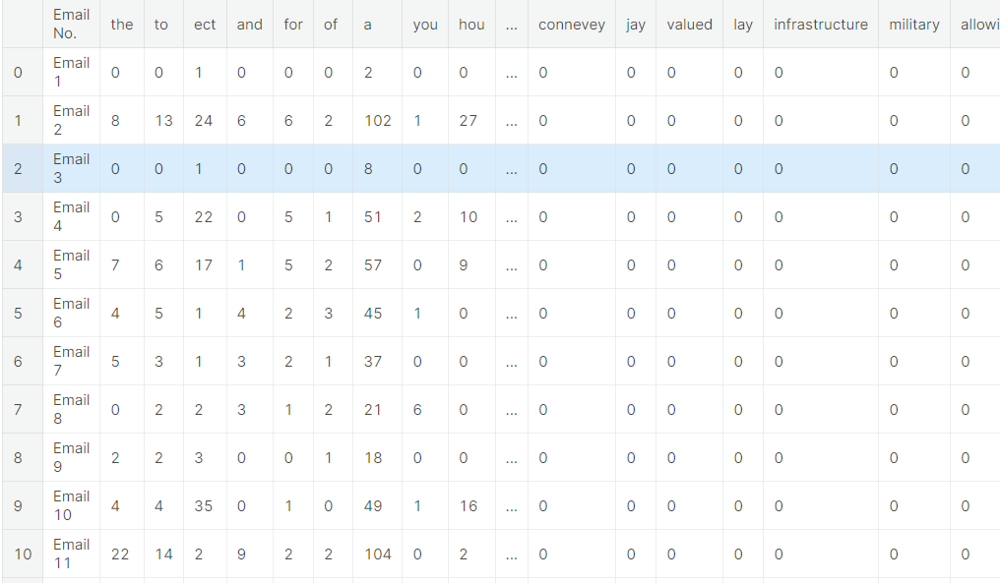 Email No. the to ect and for of a you hou ... connevey jay valued lay infrastructure military allowi
0 Email 1 0 0 1 0 0 0 2 0 0 ... 0 0 0 0 0 0 0
1 Email 2 8 13 24 6 6 2 102 1 27 ... 0 0 0 0 0 0 0
2 Email 3 0 0 1 0 0 0 8 0 0 ... 0 0 0 0 0 0 0
3 Email 4 0 5 22 0 5 1 51 2 10 ... 0 0 0 0 0 0 0
4 Email 5 7 6 17 1 5 2 57 0 9 ... 0 0 0 0 0 0 0
5 Email 6 4 5 1 4 2 3 45 1 0 ... 0 0 0 0 0 0 0
6 Email 7 5 3 1 3 2 1 37 0 0 ... 0 0 0 0 0 0 0
7 Email 8 0 2 2 3 1 2 21 6 0 ... 0 0 0 0 0 0 0
8 Email 9 2 2 3 0 0 1 18 0 0 ... 0 0 0 0 0 0 0
9 Email 10 4 4 35 0 1 0 49 1 16 ... 0 0 0 0 0 0 0
10 Email 11 22 14 2 9 2 2 104 0 2 ... 0 0 0 0 0 0 0